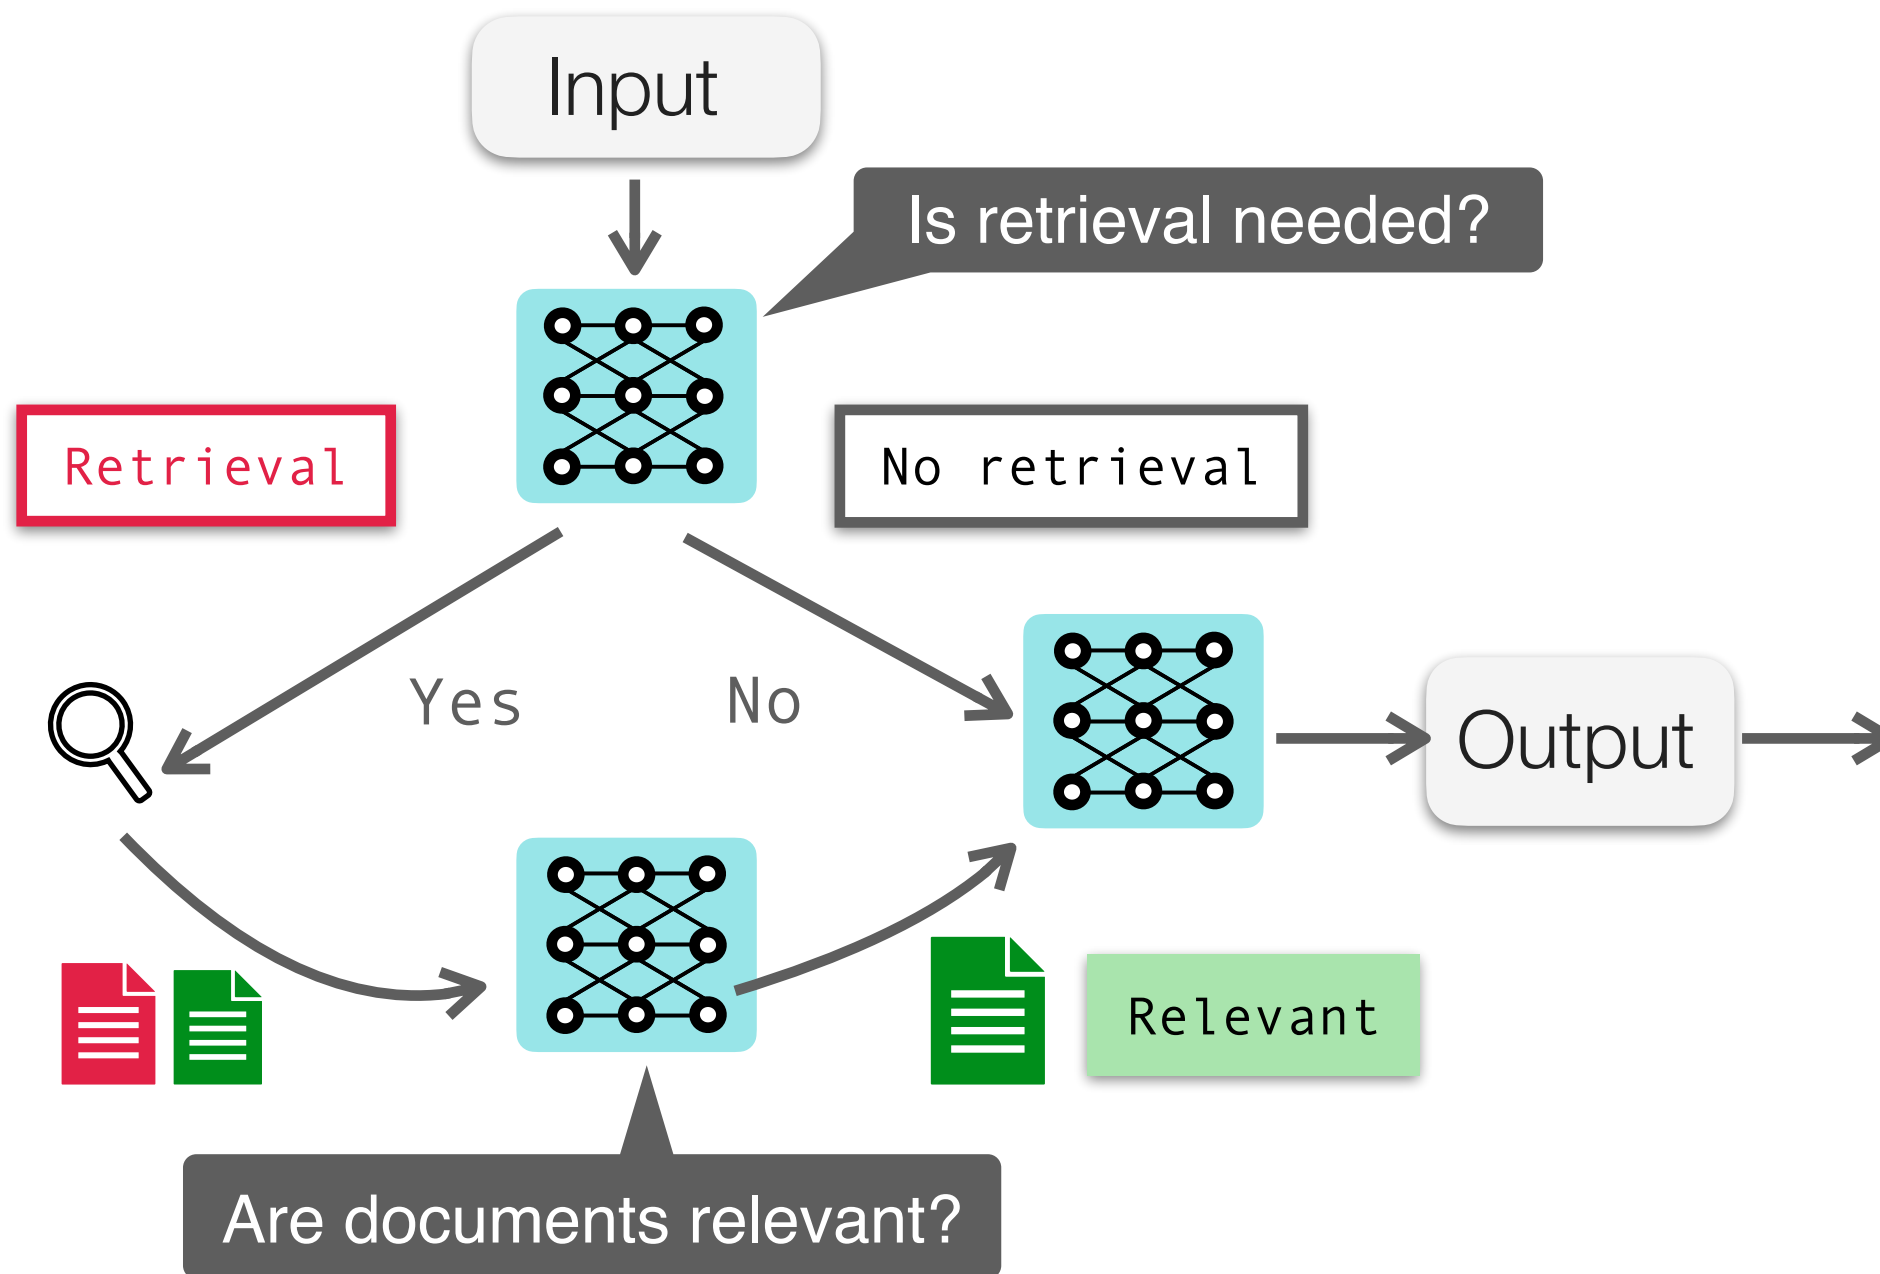 Input
Is retrieval needed?
Retrieval
No retrieval
Yes
No
Output
Relevant
Are documents relevant?